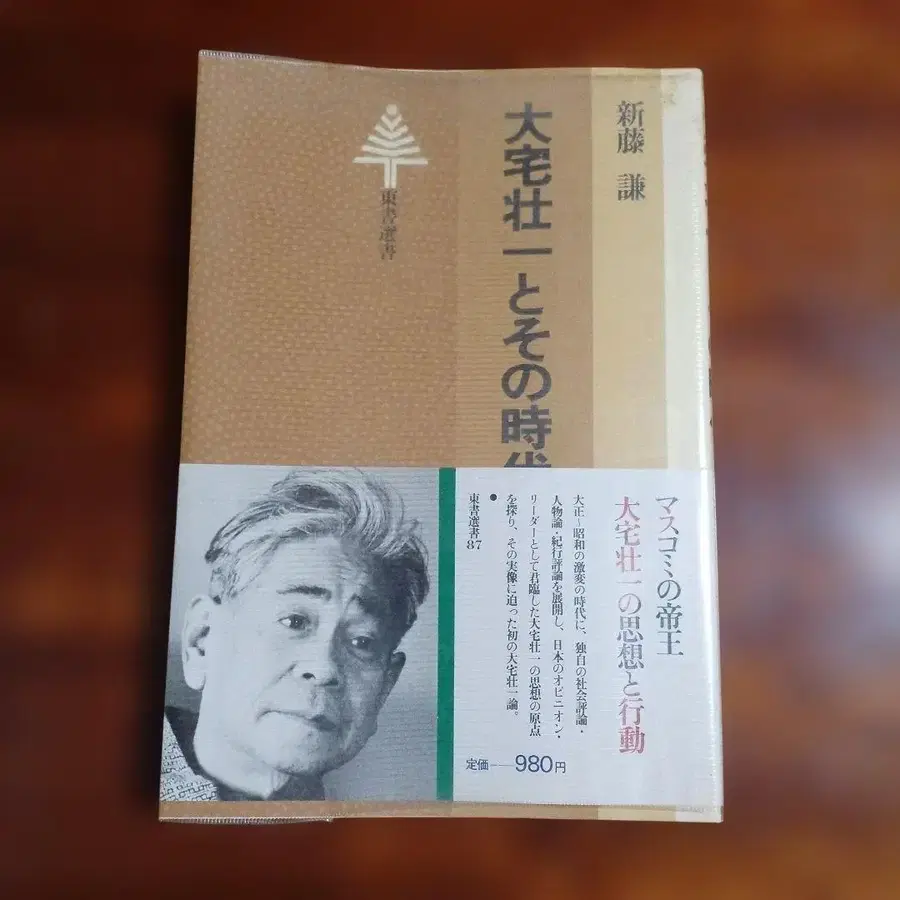 新藤 謙
大宅壮一とその時代
東書選書
マスコミの帝王
大宅壮一の思想と行動
大正〜昭和の激変の時代に、独自の社会評論・
人物論・紀行評論を展開し、日本のオピニオン・
リーダーとして君臨した大宅壮一の思想の原点
を探り、その実像に迫った初の大宅壮一論。
●
東書選書87
定価──980円